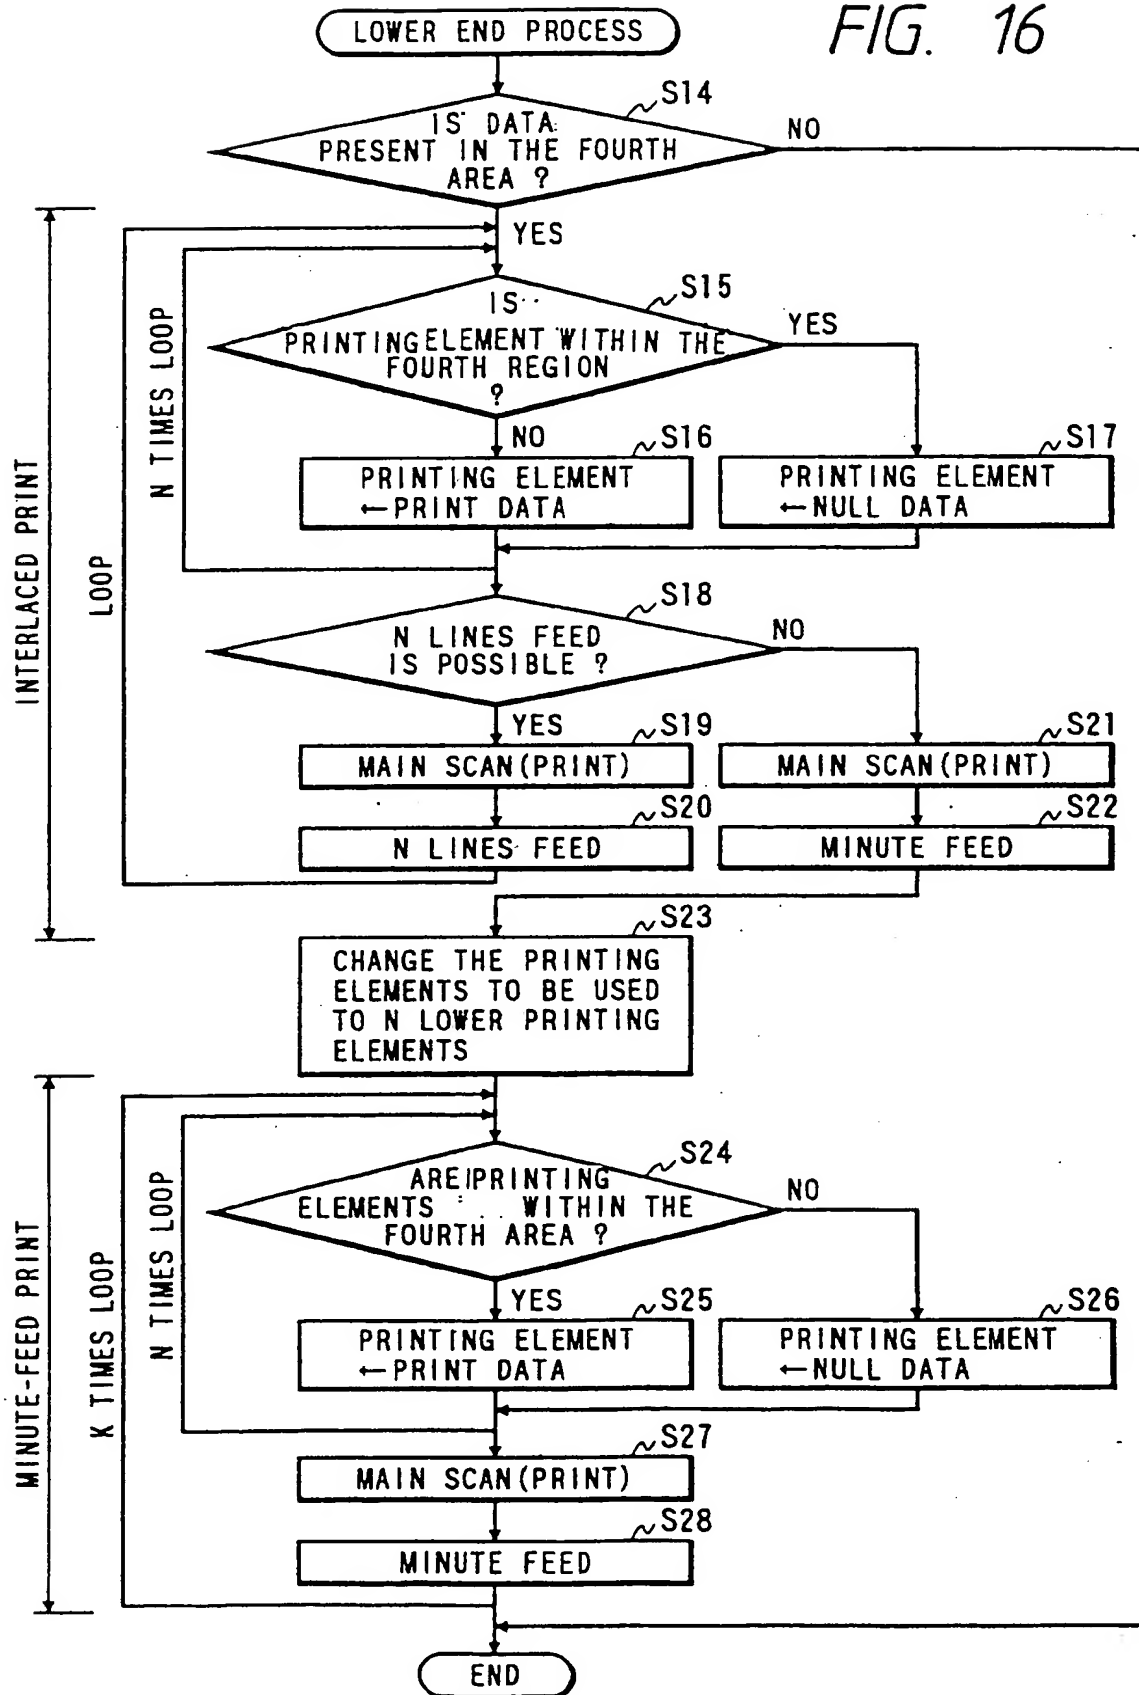 FIG. 16
LOWER END PROCESS
S14
IS DATA
PRESENT IN THE FOURTH
AREA ?
NO
YES
S15
IS
PRINTING ELEMENT WITHIN THE
FOURTH REGION
?
YES
NO
S16
PRINTING ELEMENT
←PRINT DATA
S17
PRINTING ELEMENT
←NULL DATA
N TIMES LOOP
LOOP
INTERLACED PRINT
S18
N LINES FEED
IS POSSIBLE ?
NO
YES
S19
MAIN SCAN(PRINT)
S21
MAIN SCAN(PRINT)
S20
N LINES FEED
S22
MINUTE FEED
S23
CHANGE THE PRINTING
ELEMENTS TO BE USED
TO N LOWER PRINTING
ELEMENTS
S24
ARE PRINTING
ELEMENTS WITHIN THE
FOURTH AREA ?
NO
YES
S25
PRINTING ELEMENT
←PRINT DATA
S26
PRINTING ELEMENT
←NULL DATA
N TIMES LOOP
K TIMES LOOP
MINUTE-FEED PRINT
S27
MAIN SCAN(PRINT)
S28
MINUTE FEED
END